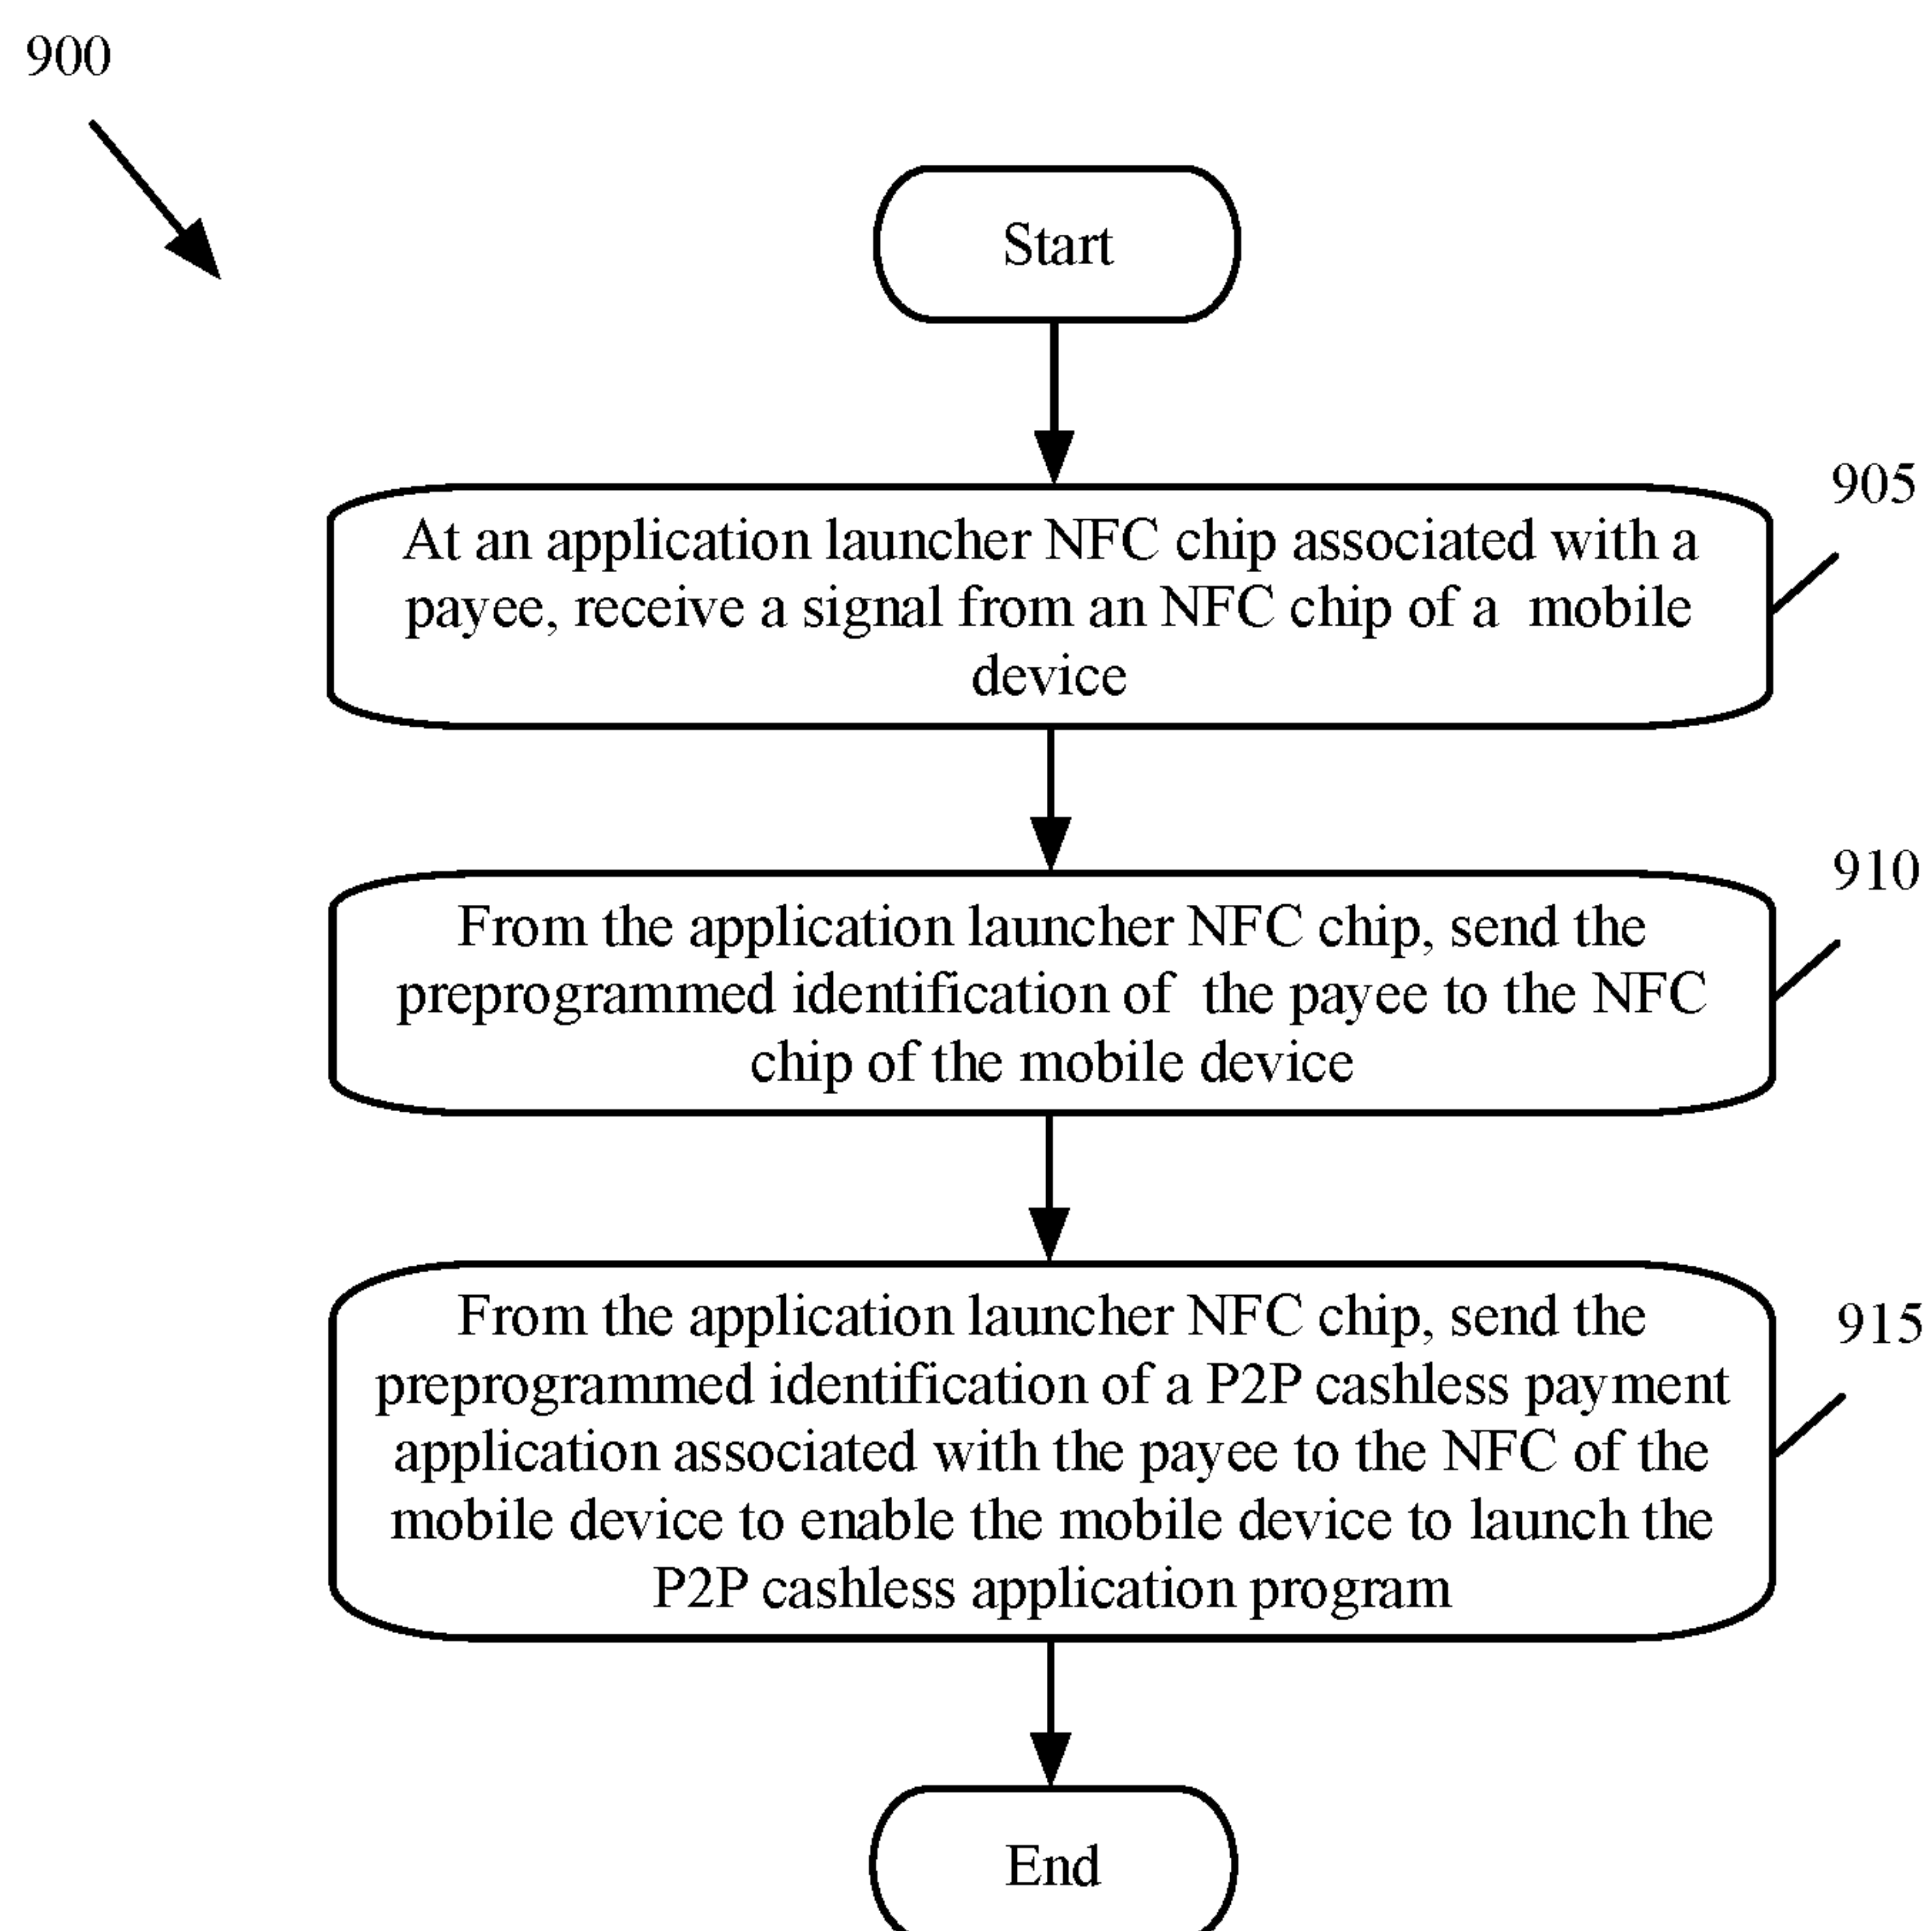 900
Start
905
At an application launcher NFC chip associated with a
payee, receive a signal from an NFC chip of a mobile
device
910
From the application launcher NFC chip, send the
preprogrammed identification of the payee to the NFC
chip of the mobile device
915
From the application launcher NFC chip, send the
preprogrammed identification of a P2P cashless payment
application associated with the payee to the NFC of the
mobile device to enable the mobile device to launch the
P2P cashless application program
End